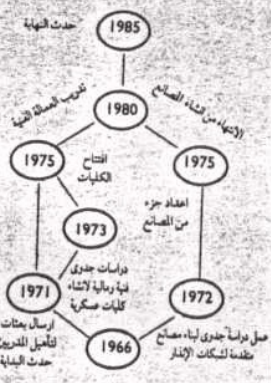 1985
حدث النهاية
تدريب العمالة الفنية
1980
الانتهاء من انشاء المصانع
1975
افتتاح
الكليات
1975
1973
اعداد جزء
من المصانع
دراسات جدوى
فنية ومالية لانشاء
كليات عسكرية
1971
1972
ارسال بعثات
لتأهيل المدربين
حدث البداية
1966
عمل دراسة جدوى لبناء مصانع
متقدمة لشبكات الإنذار